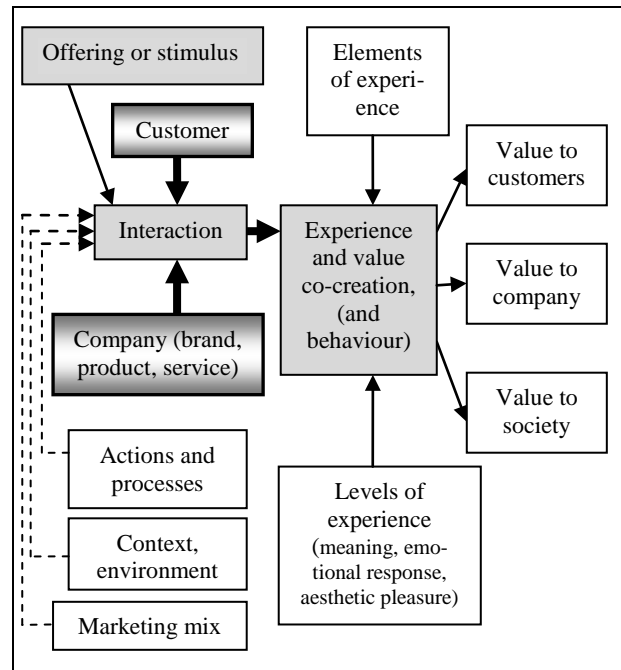 Offering or stimulus
Customer
Interaction
Company (brand,
product, service)
Actions and
processes
Context,
environment
Marketing mix
Elements
of experi-
ence
Experience
and value
co-creation,
(and
behaviour)
Levels of
experience
(meaning, emo-
tional response,
aesthetic pleasure)
Value to
customers
Value to
company
Value to
society